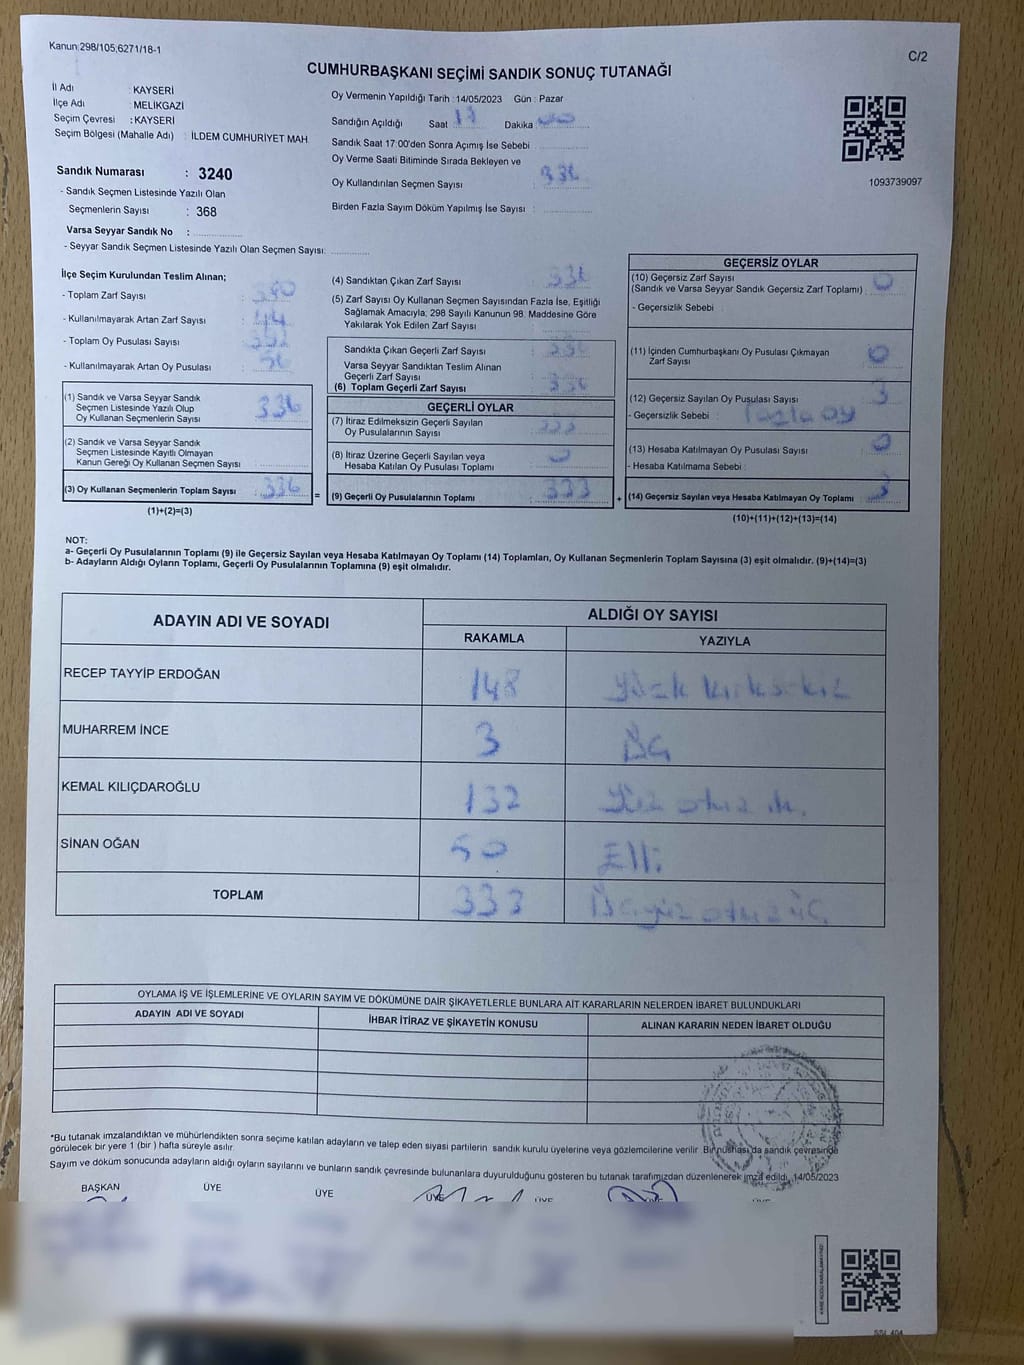 Kanun;298/105;6271/18-1
C/2
CUMHURBAŞKANI SEÇİMİ SANDIK SONUÇ TUTANAĞI
İl Adı : KAYSERİ
İlçe Adı : MELİKGAZİ
Seçim Çevresi : KAYSERİ
Seçim Bölgesi (Mahalle Adı) : İLDEM CUMHURİYET MAH.
Oy Vermenin Yapıldığı Tarih : 14/05/2023 Gün : Pazar
Sandığın Açıldığı Saat 17 Dakika 00
Sandık Saat 17:00'den Sonra Açımış İse Sebebi
Oy Verme Saati Bitiminde Sırada Bekleyen ve
Oy Kullandırılan Seçmen Sayısı : 336
Birden Fazla Sayım Döküm Yapılmış İse Sayısı :
1093739097
Sandık Numarası : 3240
- Sandık Seçmen Listesinde Yazılı Olan
Seçmenlerin Sayısı : 368
Varsa Seyyar Sandık No :
- Seyyar Sandık Seçmen Listesinde Yazılı Olan Seçmen Sayısı:
İlçe Seçim Kurulundan Teslim Alınan;
- Toplam Zarf Sayısı :
- Kullanılmayarak Artan Zarf Sayısı :
- Toplam Oy Pusulası Sayısı :
- Kullanılmayarak Artan Oy Pusulası :
(1) Sandık ve Varsa Seyyar Sandık
Seçmen Listesinde Yazılı Olup
Oy Kullanan Seçmenlerin Sayısı : 336
(2) Sandık ve Varsa Seyyar Sandık
Seçmen Listesinde Kayıtlı Olmayan
Kanun Gereği Oy Kullanan Seçmen Sayısı :
(3) Oy Kullanan Seçmenlerin Toplam Sayısı : 336
(1)+(2)=(3)
=
(4) Sandıktan Çıkan Zarf Sayısı : 336
(5) Zarf Sayısı Oy Kullanan Seçmen Sayısından Fazla İse, Eşitliği
Sağlamak Amacıyla, 298 Sayılı Kanunun 98. Maddesine Göre
Yakılarak Yok Edilen Zarf Sayısı :
Sandıkta Çıkan Geçerli Zarf Sayısı : 336
Varsa Seyyar Sandıktan Teslim Alınan
Geçerli Zarf Sayısı
(6) Toplam Geçerli Zarf Sayısı : 336
GEÇERLİ OYLAR
(7) İtiraz Edilmeksizin Geçerli Sayılan
Oy Pusulalarının Sayısı : 333
(8) İtiraz Üzerine Geçerli Sayılan veya
Hesaba Katılan Oy Pusulası Toplamı : 0
(9) Geçerli Oy Pusulalarının Toplamı : 333
+
GEÇERSİZ OYLAR
(10) Geçersiz Zarf Sayısı
(Sandık ve Varsa Seyyar Sandık Geçersiz Zarf Toplamı) : 0
- Geçersizlik Sebebi :
(11) İçinden Cumhurbaşkanı Oy Pusulası Çıkmayan
Zarf Sayısı : 0
(12) Geçersiz Sayılan Oy Pusulası Sayısı : 3
- Geçersizlik Sebebi : Fazla oy
(13) Hesaba Katılmayan Oy Pusulası Sayısı : 0
- Hesaba Katılmama Sebebi :
(14) Geçersiz Sayılan veya Hesaba Katılmayan Oy Toplamı : 3
(10)+(11)+(12)+(13)=(14)
NOT:
a- Geçerli Oy Pusulalarının Toplamı (9) ile Geçersiz Sayılan veya Hesaba Katılmayan Oy Toplamı (14) Toplamları, Oy Kullanan Seçmenlerin Toplam Sayısına (3) eşit olmalıdır. (9)+(14)=(3)
b- Adayların Aldığı Oyların Toplamı, Geçerli Oy Pusulalarının Toplamına (9) eşit olmalıdır.
ADAYIN ADI VE SOYADI
ALDIĞI OY SAYISI
RAKAMLA YAZIYLA
RECEP TAYYİP ERDOĞAN 148 Yüzkırksekiz
MUHARREM İNCE 3 Üç
KEMAL KILIÇDAROĞLU 132 Yüz otuz iki
SİNAN OĞAN 50 Elli
TOPLAM 333 Üçyüz otuz üç
OYLAMA İŞ VE İŞLEMLERİNE VE OYLARIN SAYIM VE DÖKÜMÜNE DAİR ŞİKAYETLERLE BUNLARA AİT KARARLARIN NELERDEN İBARET BULUNDUKLARI
ADAYIN ADI VE SOYADI İHBAR İTİRAZ VE ŞİKAYETİN KONUSU ALINAN KARARIN NEDEN İBARET OLDUĞU
*Bu tutanak imzalandıktan ve mühürlendikten sonra seçime katılan adayların ve talep eden siyasi partilerin sandık kurulu üyelerine veya gözlemcilerine verilir. Bir nüshası da sandık çevresinde
görülecek bir yere 1 (bir ) hafta süreyle asılır.
Sayım ve döküm sonucunda adayların aldığı oyların sayılarını ve bunların sandık çevresinde bulunanlara duyurulduğunu gösteren bu tutanak tarafımızdan düzenlenerek imza edildi. 14/05/2023
BAŞKAN ÜYE ÜYE ÜYE ÜYE